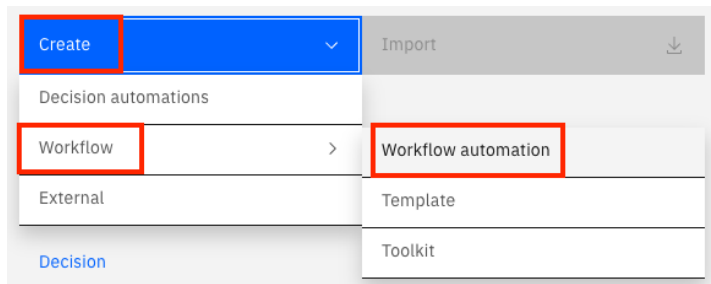 Create
Import
Decision automations
Workflow
Workflow automation
External
Template
Toolkit
Decision